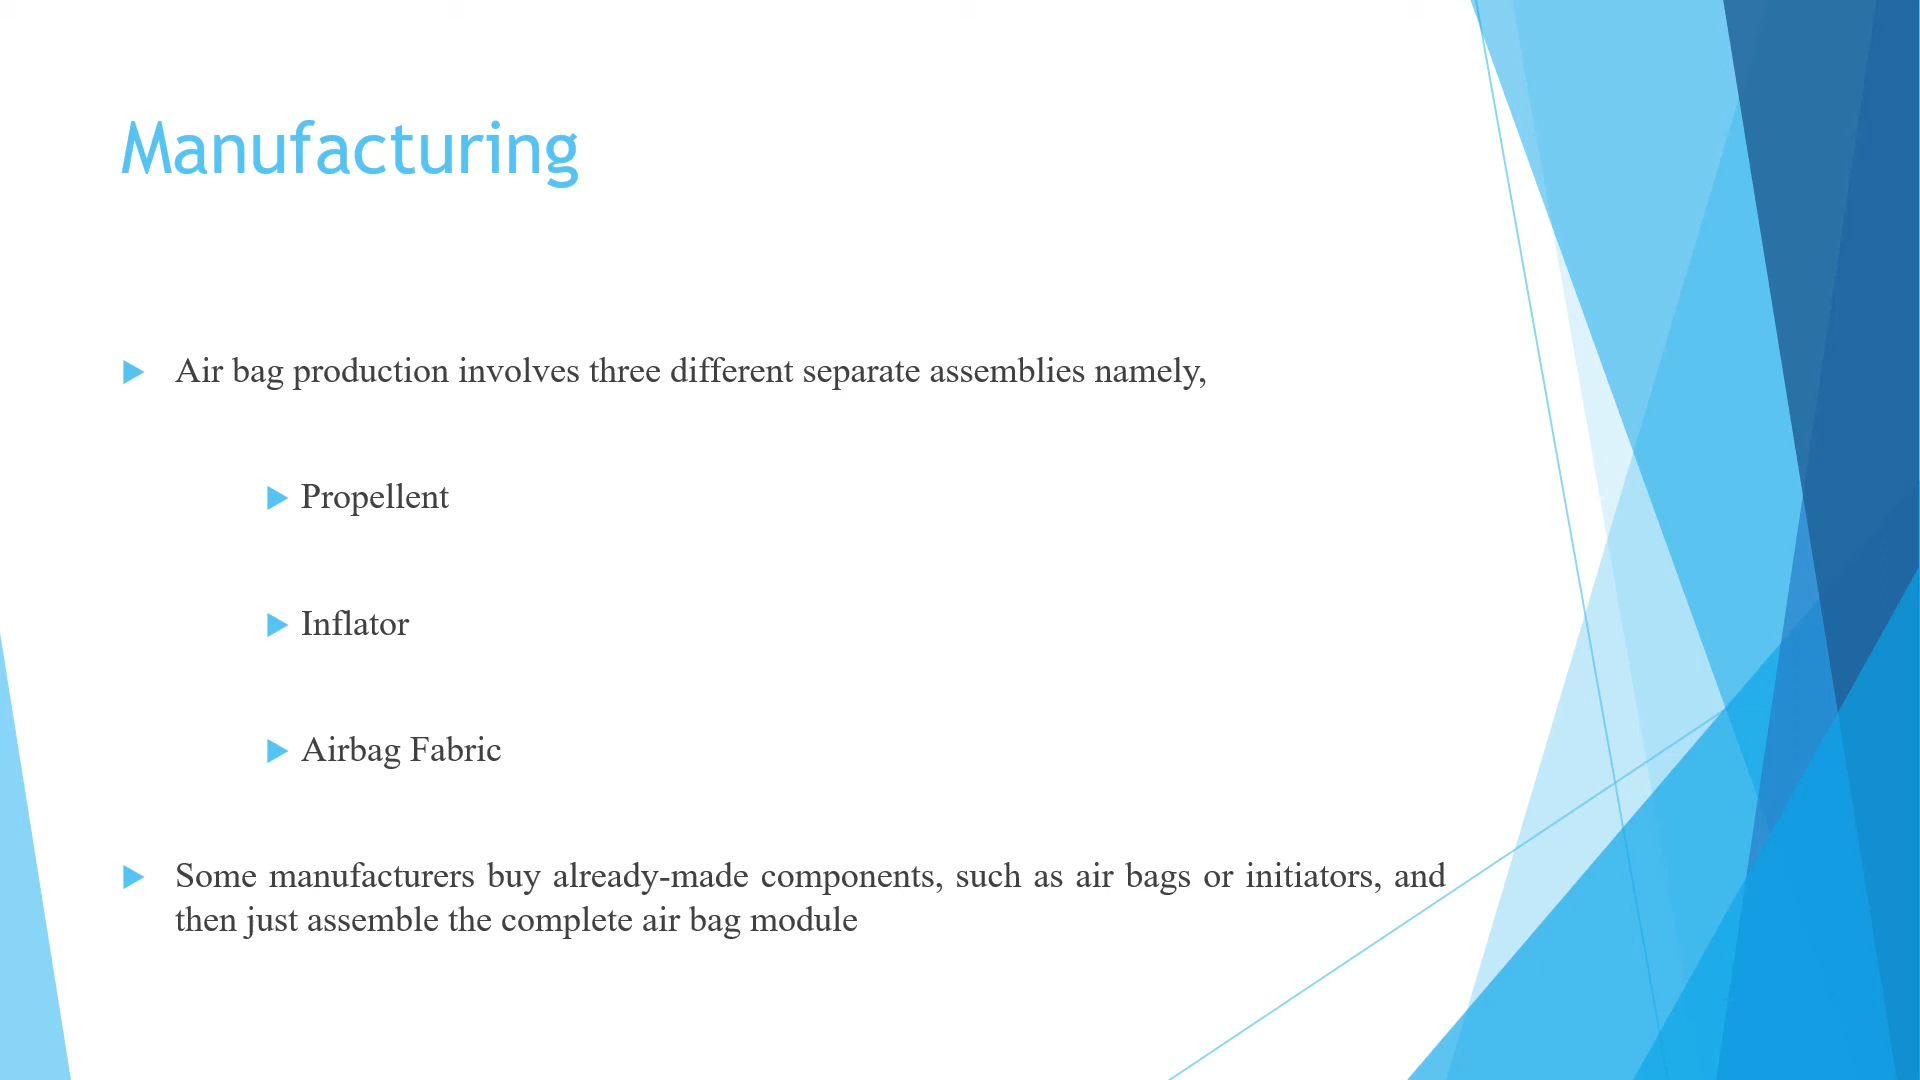 Manufacturing
Air bag production involves three different separate assemblies namely,
Propellent
Inflator
Airbag Fabric
Some manufacturers buy already-made components, such as air bags or initiators, and
then just assemble the complete air bag module